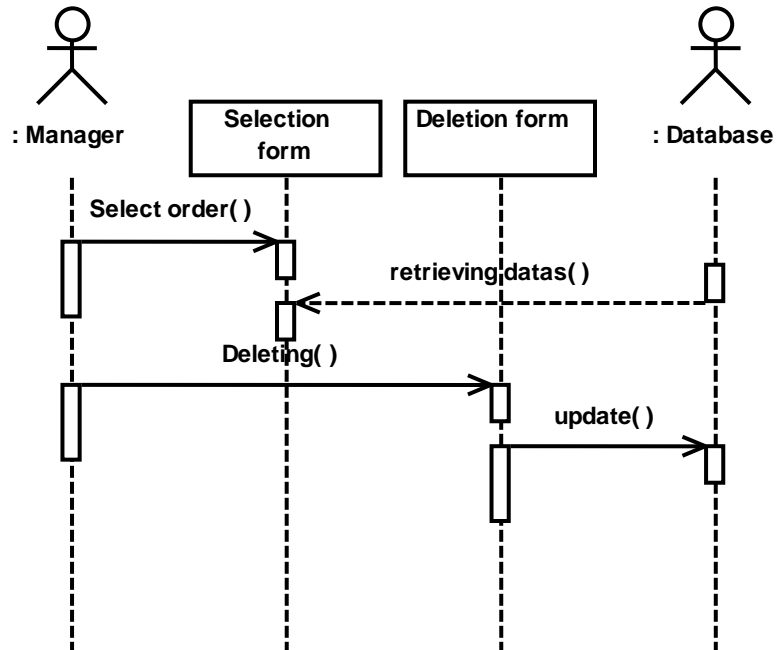 : Manager
Selection
form
Deletion form
: Database
Select order( )
retrieving datas( )
Deleting( )
update( )